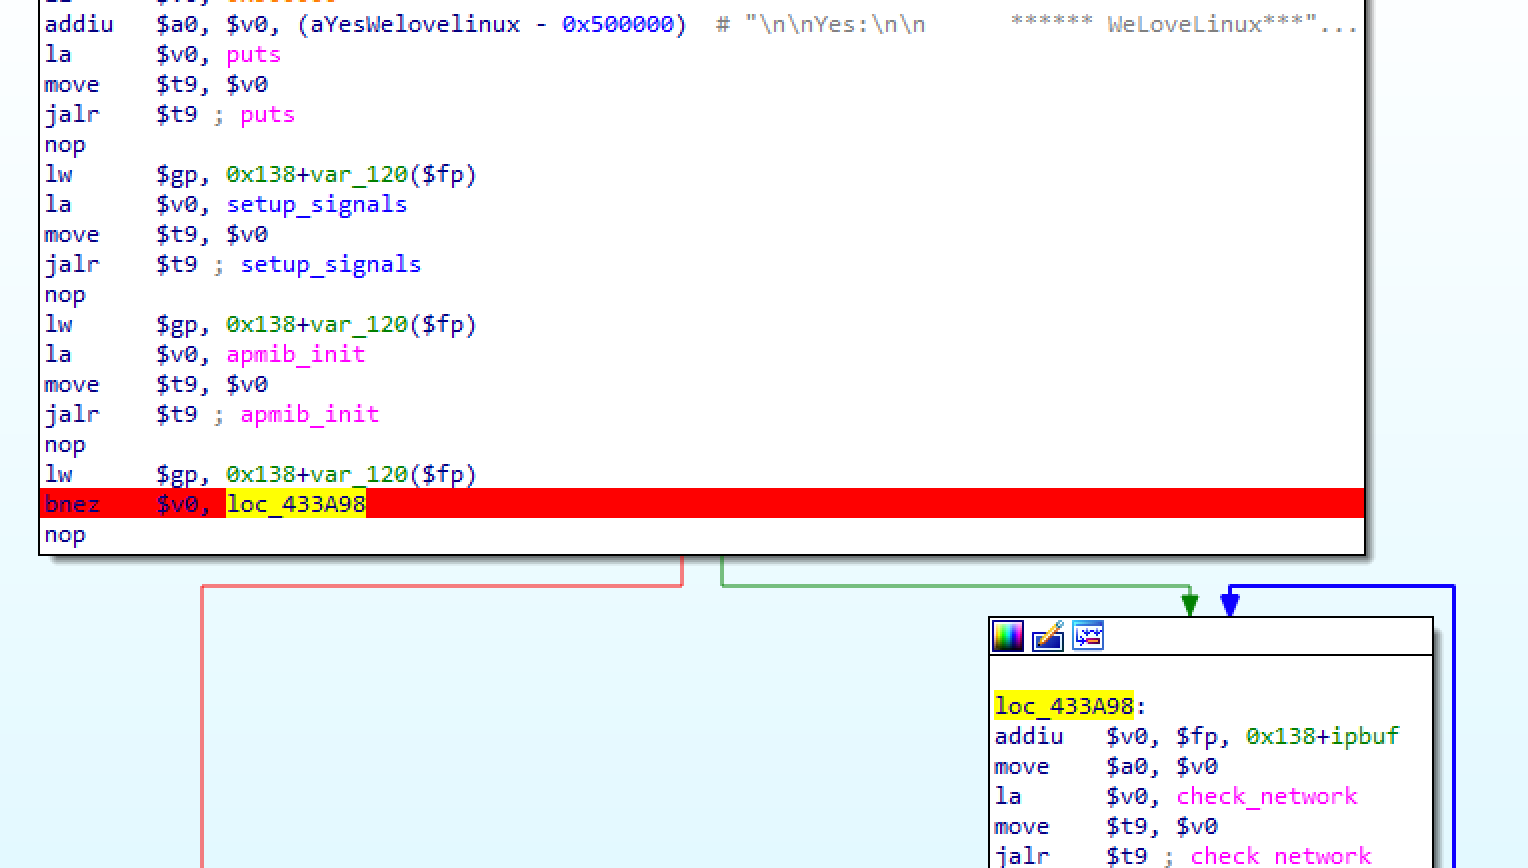 addiu $a0, $v0, (aYesWelovelinux - 0x500000) # "\n\nYes:\n\n ****** WeLoveLinux***"...
la $v0, puts
move $t9, $v0
jalr $t9 ; puts
nop
lw $gp, 0x138+var_120($fp)
la $v0, setup_signals
move $t9, $v0
jalr $t9 ; setup_signals
nop
lw $gp, 0x138+var_120($fp)
la $v0, apmib_init
move $t9, $v0
jalr $t9 ; apmib_init
nop
lw $gp, 0x138+var_120($fp)
bnez $v0, loc_433A98
nop
loc_433A98:
addiu $v0, $fp, 0x138+ipbuf
move $a0, $v0
la $v0, check_network
move $t9, $v0
jalr $t9 ; check_network